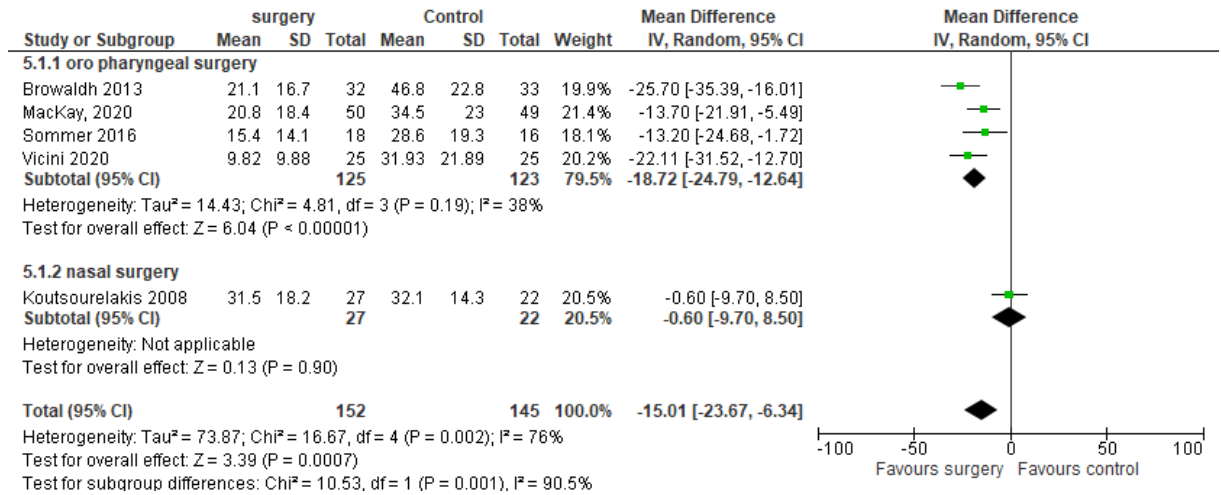 surgery Control Mean Difference Mean Difference
Study or Subgroup Mean SD Total Mean SD Total Weight IV, Random, 95% CI IV, Random, 95% CI
5.1.1 oro pharyngeal surgery
Browaldh 2013 21.1 16.7 32 46.8 22.8 33 19.9% -25.70 [-35.39, -16.01]
MacKay, 2020 20.8 18.4 50 34.5 23 49 21.4% -13.70 [-21.91, -5.49]
Sommer 2016 15.4 14.1 18 28.6 19.3 16 18.1% -13.20 [-24.68, -1.72]
Vicini 2020 9.82 9.88 25 31.93 21.89 25 20.2% -22.11 [-31.52, -12.70]
Subtotal (95% CI) 125 123 79.5% -18.72 [-24.79, -12.64]
Heterogeneity: Tau² = 14.43; Chi² = 4.81, df = 3 (P = 0.19); I² = 38%
Test for overall effect: Z = 6.04 (P < 0.00001)
5.1.2 nasal surgery
Koutsourelakis 2008 31.5 18.2 27 32.1 14.3 22 20.5% -0.60 [-9.70, 8.50]
Subtotal (95% CI) 27 22 20.5% -0.60 [-9.70, 8.50]
Heterogeneity: Not applicable
Test for overall effect: Z = 0.13 (P = 0.90)
Total (95% CI) 152 145 100.0% -15.01 [-23.67, -6.34]
Heterogeneity: Tau² = 73.87; Chi² = 16.67, df = 4 (P = 0.002); I² = 76%
Test for overall effect: Z = 3.39 (P = 0.0007)
Test for subgroup differences: Chi² = 10.53, df = 1 (P = 0.001), I² = 90.5%
-100 -50 0 50 100
Favours surgery Favours control